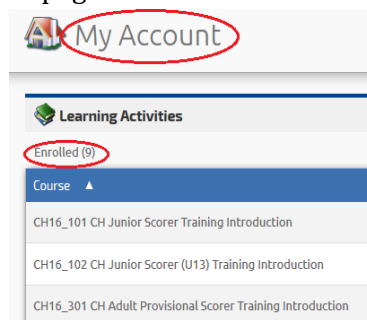 My Account
Learning Activities
Enrolled (9)
Course ▲
CH16_101 CH Junior Scorer Training Introduction
CH16_102 CH Junior Scorer (U13) Training Introduction
CH16_301 CH Adult Provisional Scorer Training Introduction